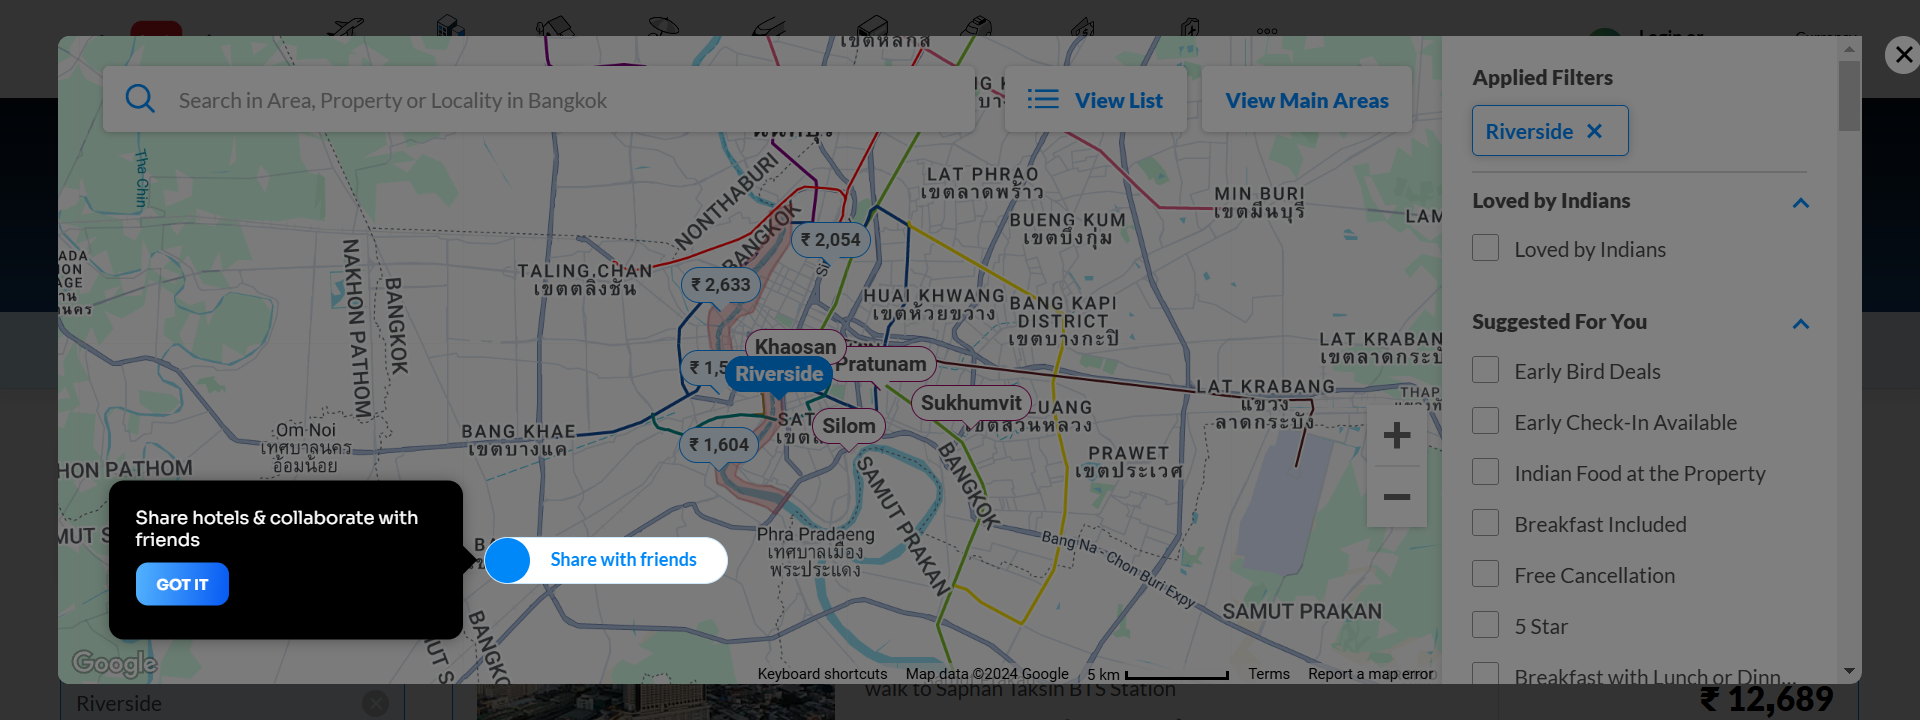 Search in Area, Property or Locality in Bangkok
View List
View Main Areas
Applied Filters
Riverside
Loved by Indians
Loved by Indians
Suggested For You
Early Bird Deals
Early Check-In Available
Indian Food at the Property
Breakfast Included
Free Cancellation
5 Star
Breakfast with Lunch or Dinn...
เขตหลักสี่
Tha Chin
LAT PHRAO
เขตลาดพร้าว
MIN BURI
เขตมีนบุรี
BUENG KUM
เขตบึงกุ่ม
NONTHABURI
BANGKOK
₹ 2,054
NAKHON PATHOM
BANGKOK
TALING CHAN
เขตตลิ่งชัน
₹ 2,633
HUAI KHWANG
เขตห้วยขวาง
BANG KAPI
DISTRICT
เขตบางกะปิ
Khaosan
Pratunam
Riverside
LAT KRABANG
แขวง
ลาดกระบัง
Sukhumvit
Silom
₹ 1,604
BANG KHAE
เขตบางแค
Om Noi
เทศบาลนคร
อ้อมน้อย
HON PATHOM
PRAWET
เขตประเวศ
SAMUT PRAKAN
BANGKOK
Share hotels & collaborate with
friends
GOT IT
Share with friends
Phra Pradaeng
เทศบาลเมือง
พระประแดง
Bang Na - Chon Buri Expy
SAMUT PRAKAN
BANGKOK
Google
Keyboard shortcuts
Map data ©2024 Google
5 km
Terms
Report a map error
Riverside
walk to Saphan Taksin BTS Station
₹ 12,689